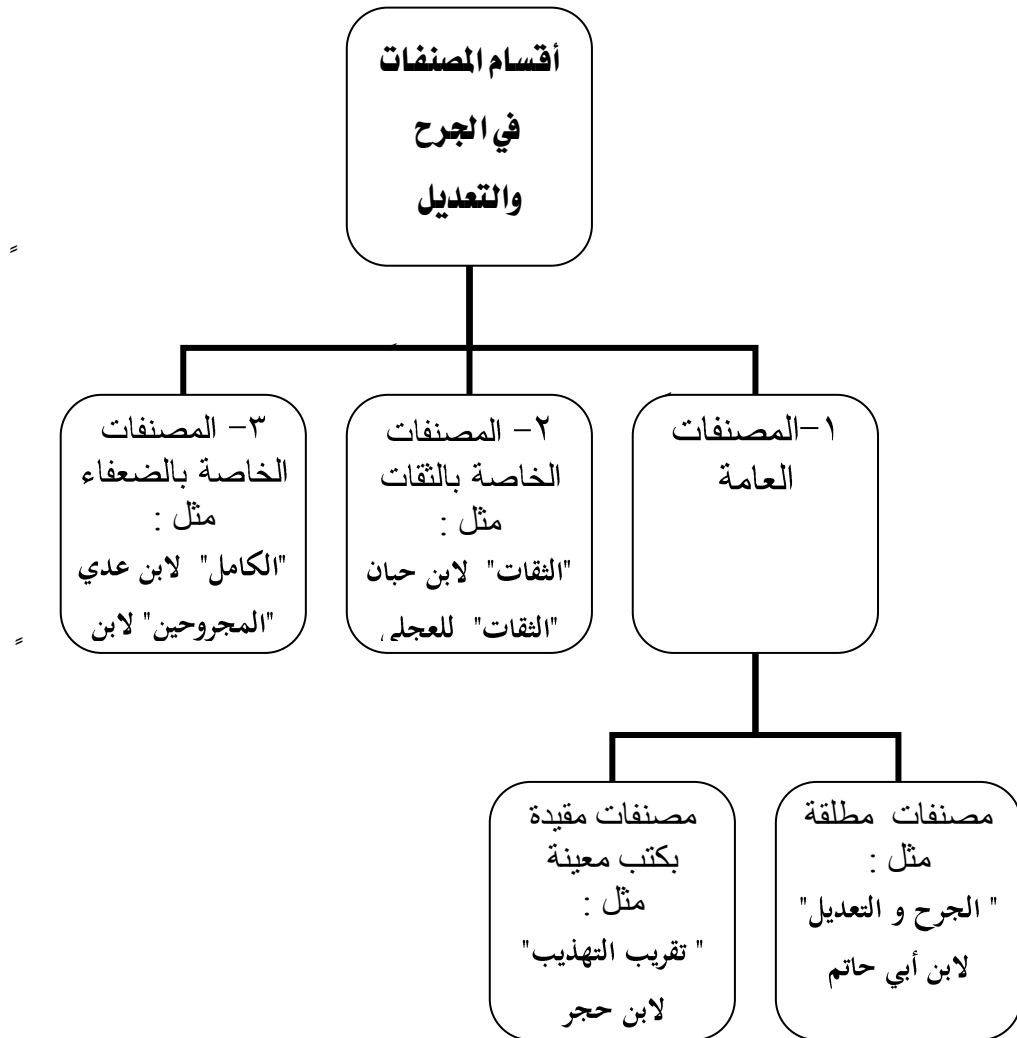 أقسام المصنفات
في الجرح
والتعديل
١-المصنفات
العامة
٢- المصنفات
الخاصة بالثقات
مثل :
"الثقات" لابن حبان
"الثقات" للعجلي
٣- المصنفات
الخاصة بالضعفاء
مثل :
"الكامل" لابن عدي
"المجروحين" لابن
مصنفات مطلقة
مثل :
" الجرح و التعديل"
لابن أبي حاتم
مصنفات مقيدة
بكتب معينة
مثل :
" تقريب التهذيب"
لابن حجر